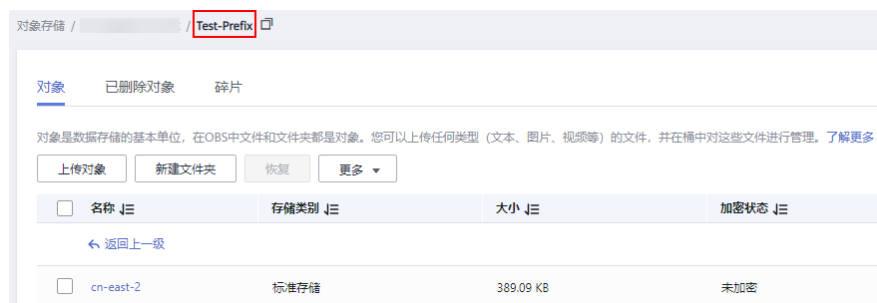 对象存储 / / Test-Prefix
对象 已删除对象 碎片
对象是数据存储的基本单位，在OBS中文件和文件夹都是对象。您可以上传任何类型（文本、图片、视频等）的文件，并在桶中对这些文件进行管理。了解更多
上传对象 新建文件夹 恢复 更多
名称 存储类别 大小 加密状态
返回上一级
cn-east-2 标准存储 389.09 KB 未加密